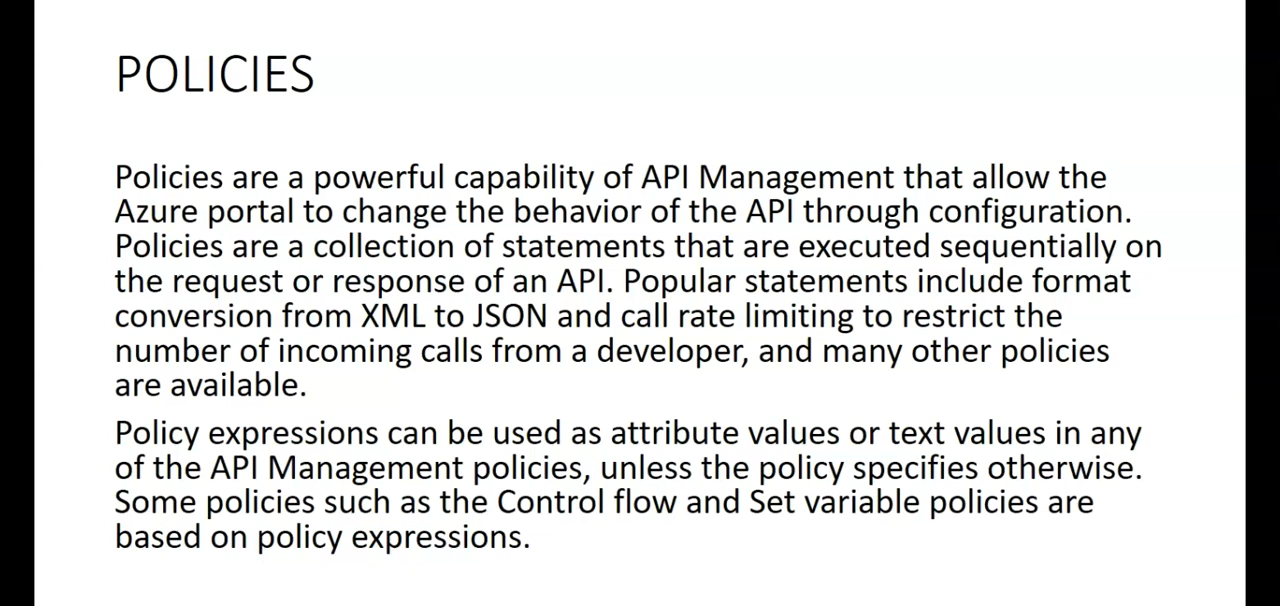 POLICIES
Policies are a powerful capability of API Management that allow the
Azure portal to change the behavior of the API through configuration.
Policies are a collection of statements that are executed sequentially on
the request or response of an API. Popular statements include format
conversion from XML to JSON and call rate limiting to restrict the
number of incoming calls from a developer, and many other policies
are available.
Policy expressions can be used as attribute values or text values in any
of the API Management policies, unless the policy specifies otherwise.
Some policies such as the Control flow and Set variable policies are
based on policy expressions.